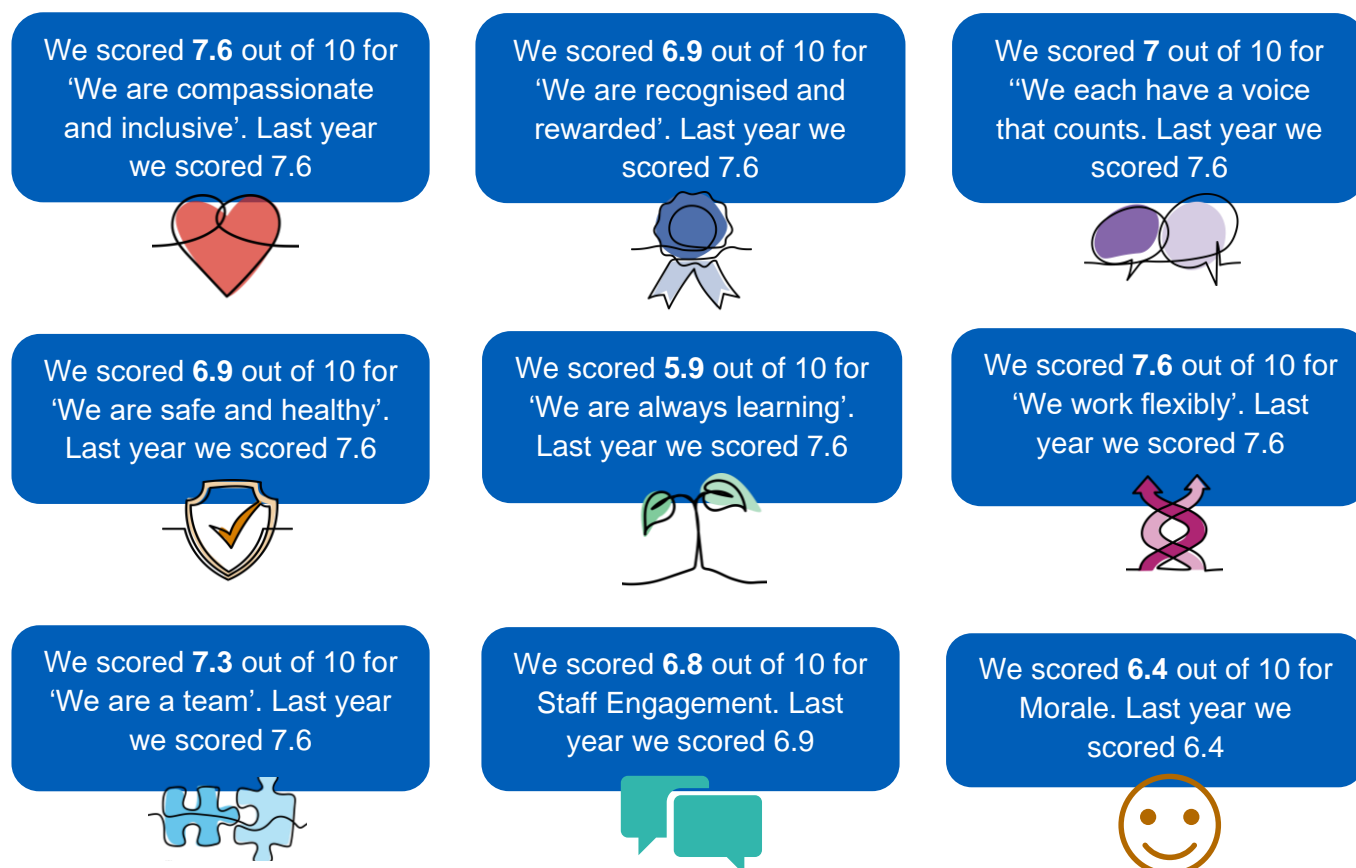 We scored 7.6 out of 10 for
‘We are compassionate
and inclusive’. Last year
we scored 7.6
We scored 6.9 out of 10 for
‘We are recognised and
rewarded’. Last year we
scored 7.6
We scored 7 out of 10 for
‘‘We each have a voice
that counts. Last year we
scored 7.6
We scored 6.9 out of 10 for
‘We are safe and healthy’.
Last year we scored 7.6
We scored 5.9 out of 10 for
‘We are always learning’.
Last year we scored 7.6
We scored 7.6 out of 10 for
‘We work flexibly’. Last
year we scored 7.6
We scored 7.3 out of 10 for
‘We are a team’. Last year
we scored 7.6
We scored 6.8 out of 10 for
Staff Engagement. Last
year we scored 6.9
We scored 6.4 out of 10 for
Morale. Last year we
scored 6.4